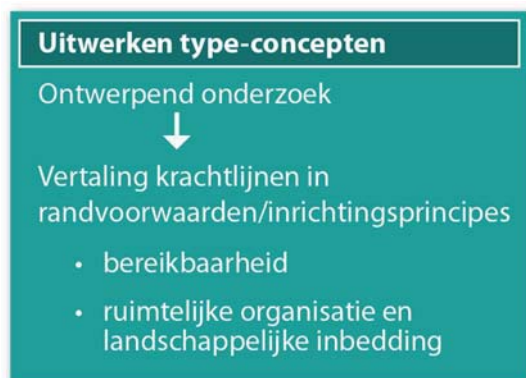 Uitwerken type-concepten
Ontwerpend onderzoek
Vertaling krachtlijnen in
randvoorwaarden/inrichtingsprincipes
• bereikbaarheid
• ruimtelijke organisatie en
landschappelijke inbedding